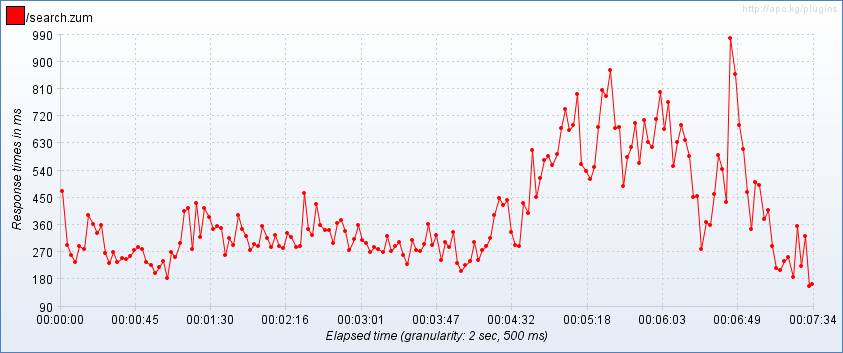 http://apc.kg/plugins
/search.zum
990
900
810
720
630
540
450
360
270
180
90
Response times in ms
00:00:00 00:00:45 00:01:30 00:02:16 00:03:01 00:03:47 00:04:32 00:05:18 00:06:03 00:06:49 00:07:34
Elapsed time (granularity: 2 sec, 500 ms)